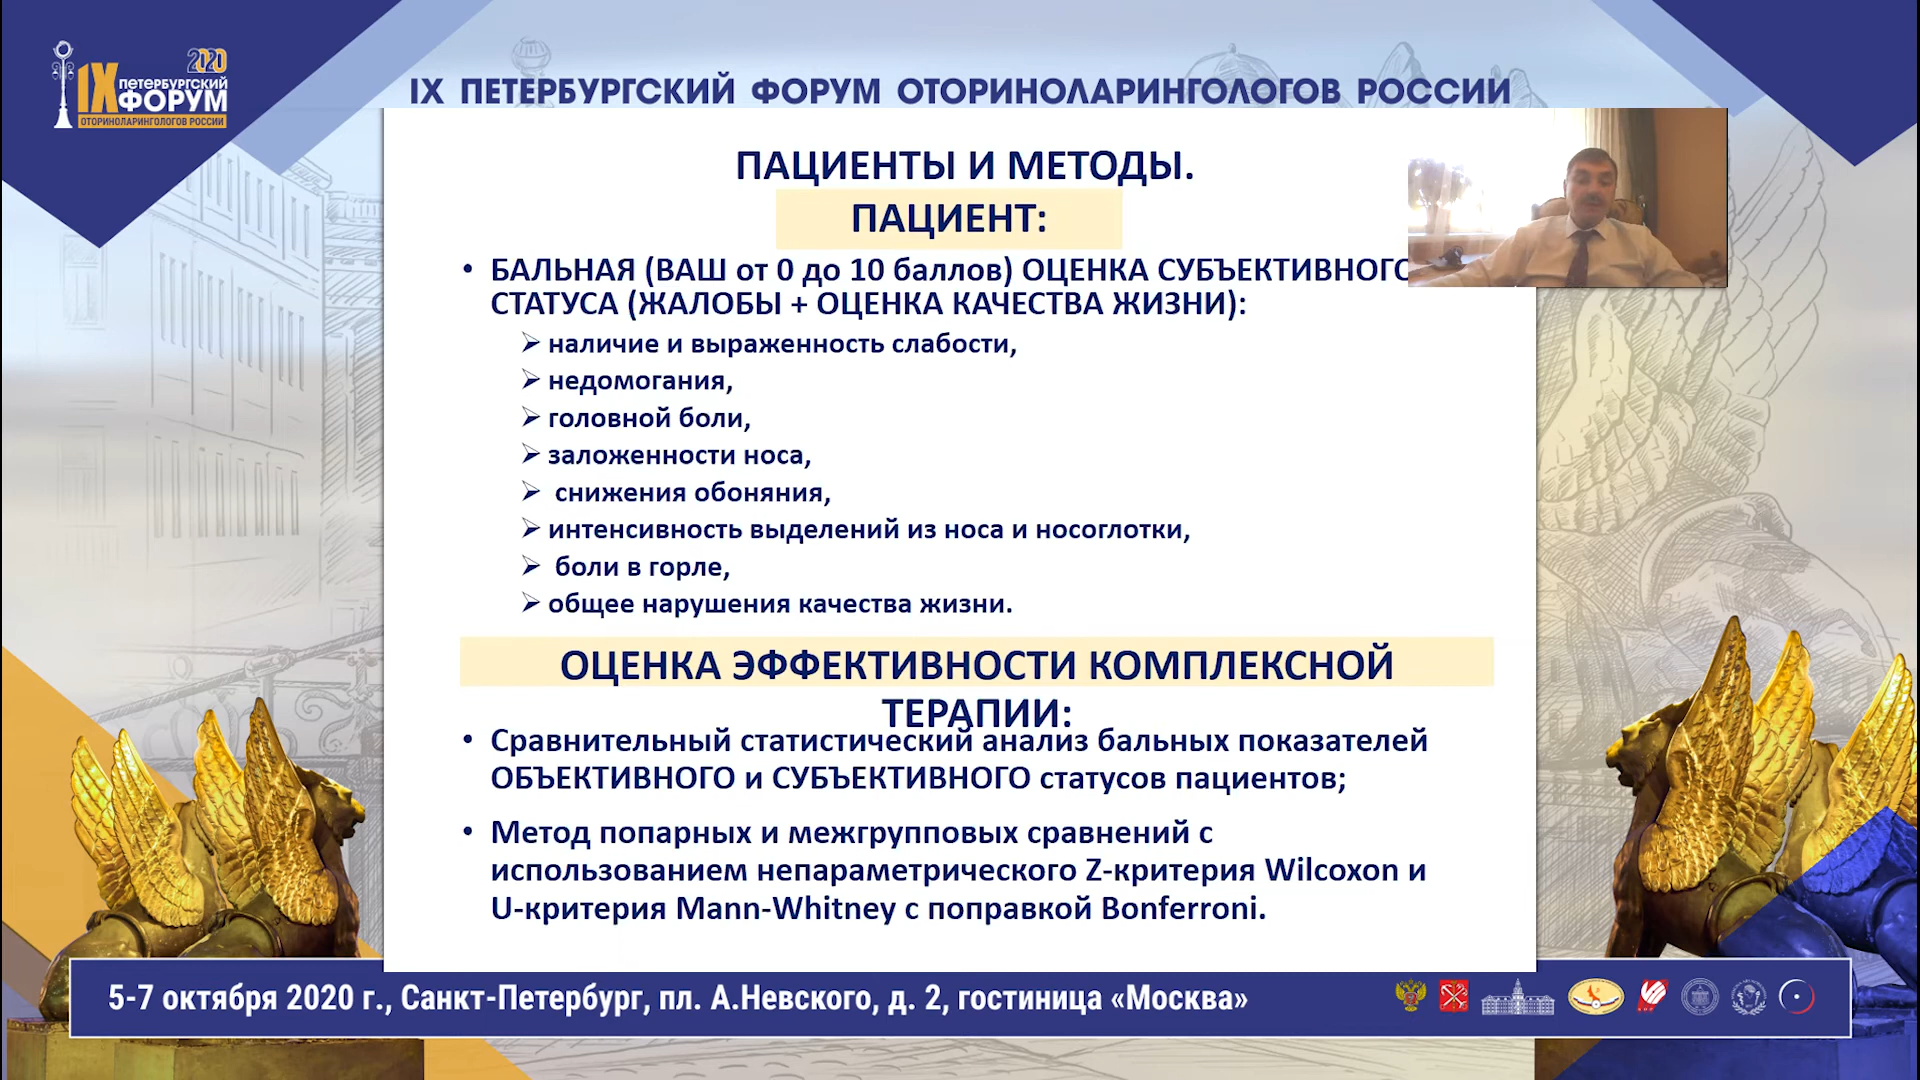 2020
IX ПЕТЕРБУРГСКИЙ
ФОРУМ
ОТОРИНОЛАРИНГОЛОГОВ РОССИИ
IX ПЕТЕРБУРГСКИЙ ФОРУМ ОТОРИНОЛАРИНГОЛОГОВ РОССИИ
ПАЦИЕНТЫ И МЕТОДЫ.
ПАЦИЕНТ:
• БАЛЬНАЯ (ВАШ от 0 до 10 баллов) ОЦЕНКА СУБЪЕКТИВНОГО
СТАТУСА (ЖАЛОБЫ + ОЦЕНКА КАЧЕСТВА ЖИЗНИ):
➢ наличие и выраженность слабости,
➢ недомогания,
➢ головной боли,
➢ заложенности носа,
➢ снижения обоняния,
➢ интенсивность выделений из носа и носоглотки,
➢ боли в горле,
➢ общее нарушения качества жизни.
ОЦЕНКА ЭФФЕКТИВНОСТИ КОМПЛЕКСНОЙ
ТЕРАПИИ:
• Сравнительный статистический анализ бальных показателей
ОБЪЕКТИВНОГО и СУБЪЕКТИВНОГО статусов пациентов;
• Метод попарных и межгрупповых сравнений с
использованием непараметрического Z-критерия Wilcoxon и
U-критерия Mann-Whitney с поправкой Bonferroni.
5-7 октября 2020 г., Санкт-Петербург, пл. А.Невского, д. 2, гостиница «Москва»